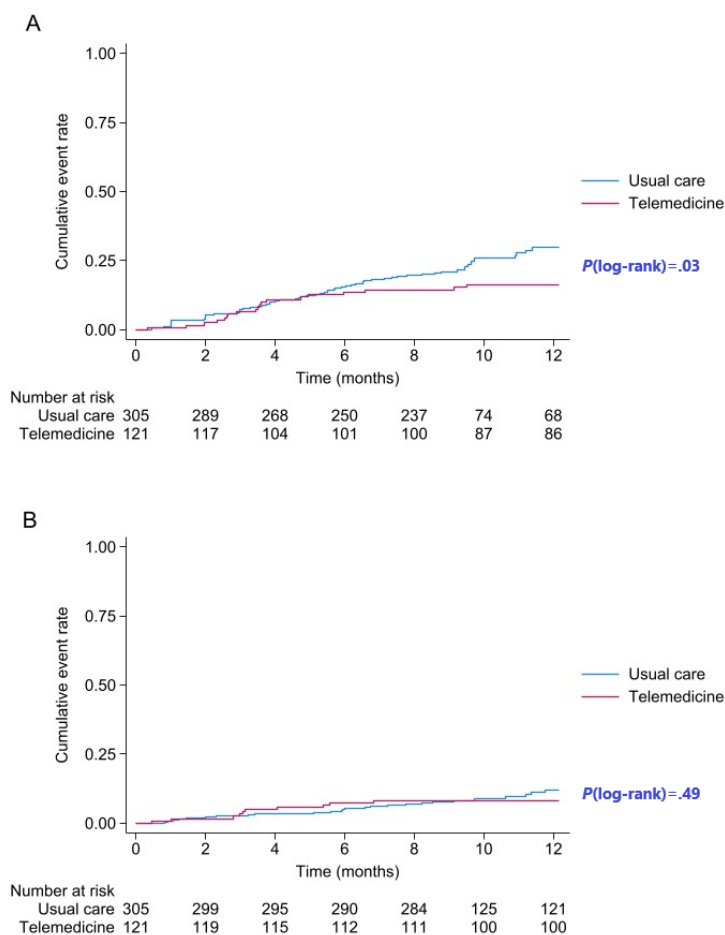 A
1.00
0.75
0.50
0.25
0.00
Cumulative event rate
Usual care
Telemedicine
P(log-rank)=.03
0 2 4 6 8 10 12
Time (months)
Number at risk
Usual care 305 289 268 250 237 74 68
Telemedicine 121 117 104 101 100 87 86
B
1.00
0.75
0.50
0.25
0.00
Cumulative event rate
Usual care
Telemedicine
P(log-rank)=.49
0 2 4 6 8 10 12
Time (months)
Number at risk
Usual care 305 299 295 290 284 125 121
Telemedicine 121 119 115 112 111 100 100